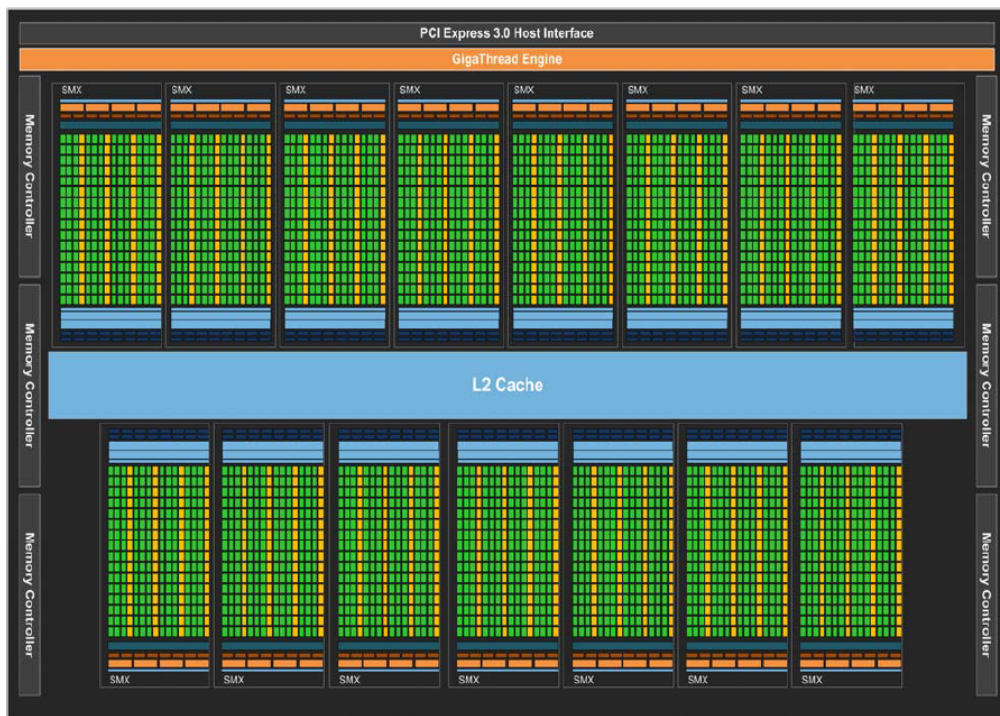 PCI Express 3.0 Host Interface
GigaThread Engine
Memory Controller
Memory Controller
Memory Controller
SMX
SMX
SMX
SMX
SMX
SMX
SMX
SMX
L2 Cache
SMX
SMX
SMX
SMX
SMX
SMX
SMX
Memory Controller
Memory Controller
Memory Controller